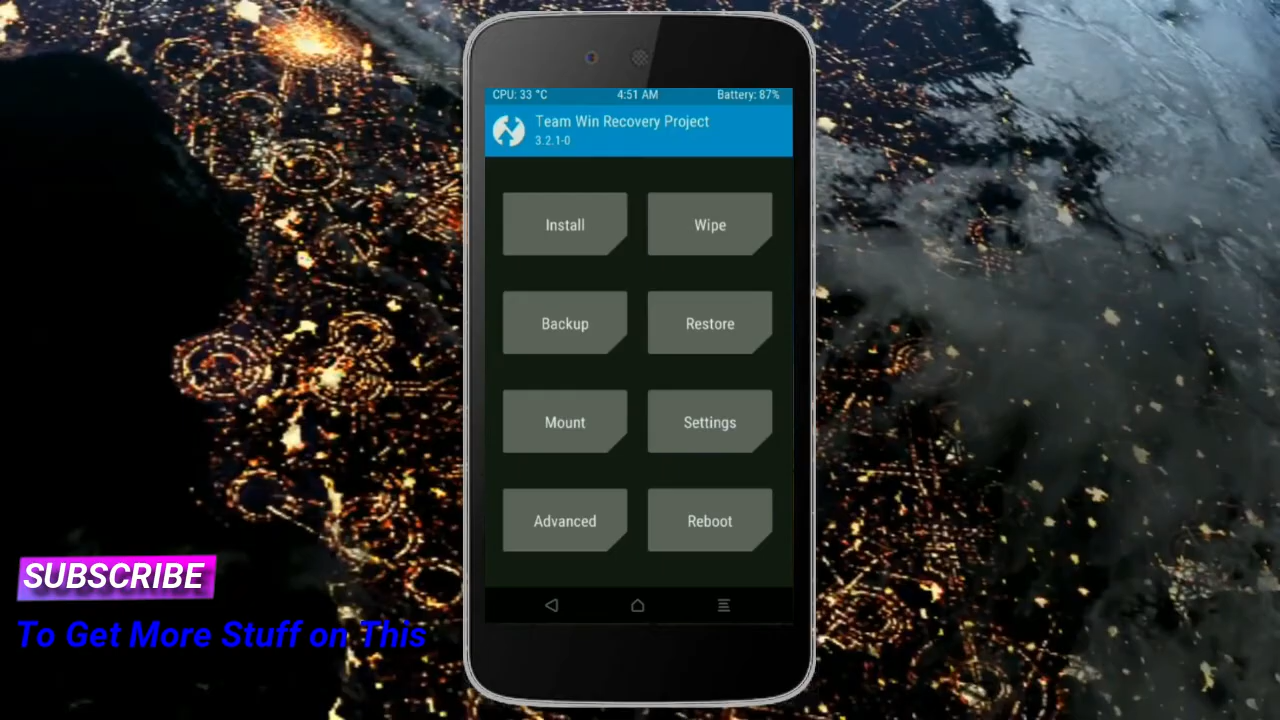 CPU: 33 °C 4:51 AM Battery: 87%
Team Win Recovery Project
3.2.1-0
Install Wipe
Backup Restore
Mount Settings
Advanced Reboot
SUBSCRIBE
To Get More Stuff on This